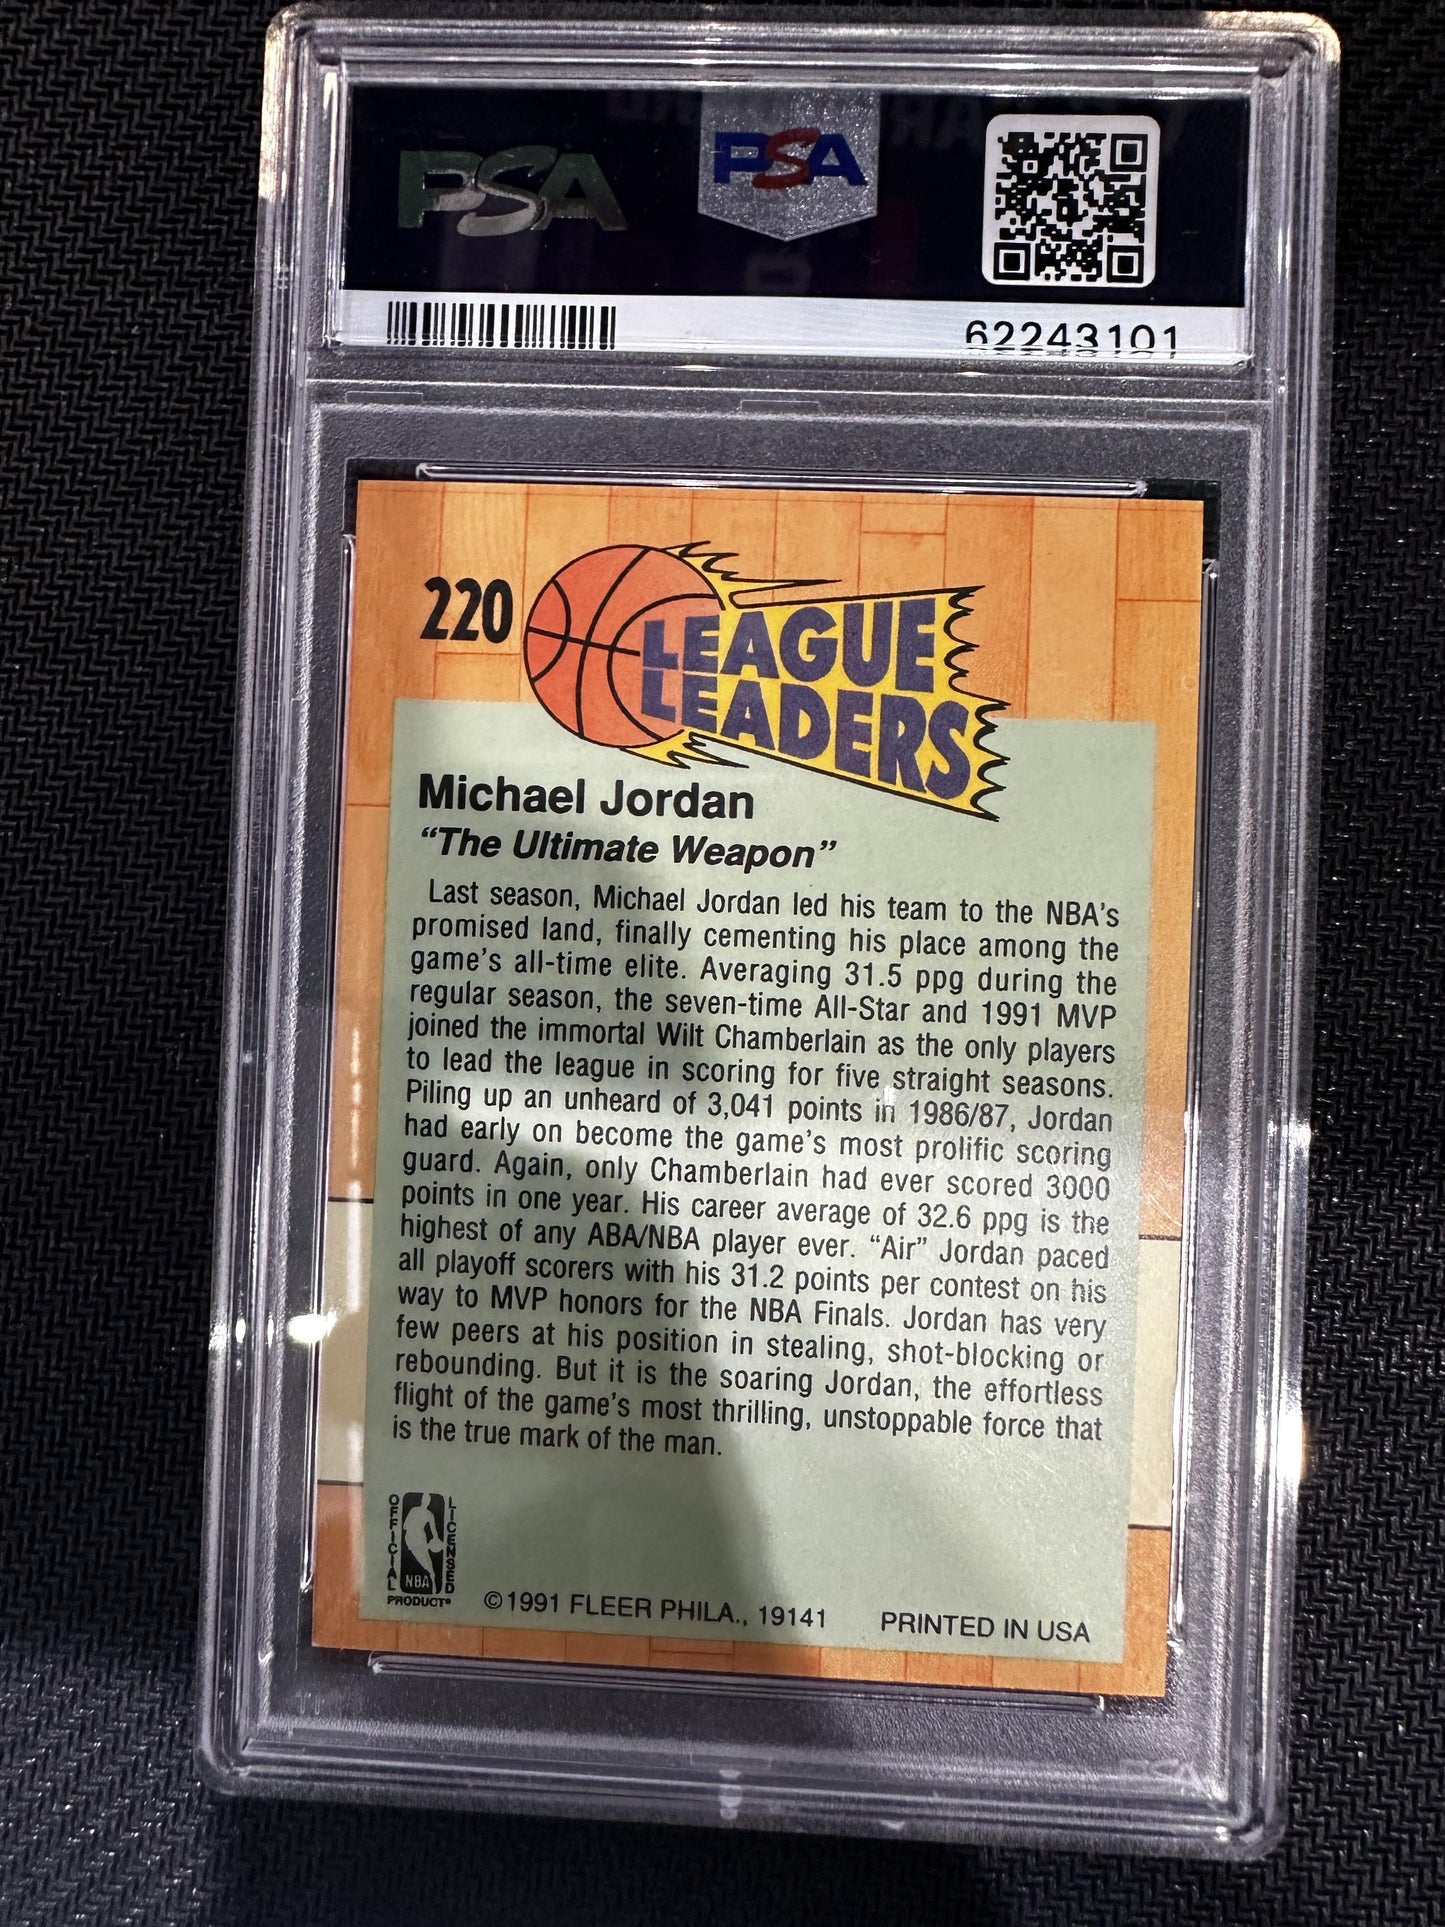 PSA
PSA
62243101
220
LEAGUE
LEADERS
Michael Jordan
“The Ultimate Weapon”
Last season, Michael Jordan led his team to the NBA's
promised land, finally cementing his place among the
game's all-time elite. Averaging 31.5 ppg during the
regular season, the seven-time All-Star and 1991 MVP
joined the immortal Wilt Chamberlain as the only players
to lead the league in scoring for five straight seasons.
Piling up an unheard of 3,041 points in 1986/87, Jordan
had early on become the game's most prolific scoring
guard. Again, only Chamberlain had ever scored 3000
points in one year. His career average of 32.6 ppg is the
highest of any ABA/NBA player ever. “Air” Jordan paced
all playoff scorers with his 31.2 points per contest on his
way to MVP honors for the NBA Finals. Jordan has very
few peers at his position in stealing, shot-blocking or
rebounding. But it is the soaring Jordan, the effortless
flight of the game's most thrilling, unstoppable force that
is the true mark of the man.
OFFICIAL
LICENSED
NBA
PRODUCT®
©1991 FLEER PHILA., 19141 PRINTED IN USA